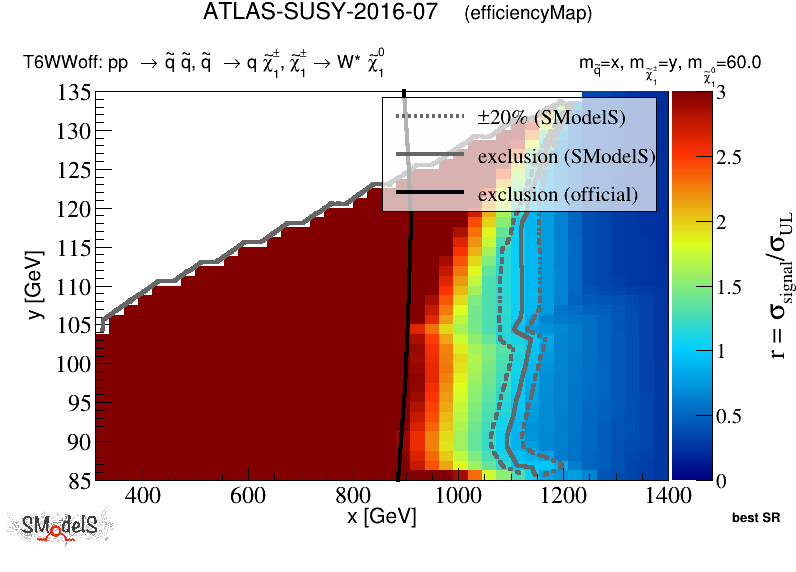 ATLAS-SUSY-2016-07 (efficiencyMap)
T6WWoff: pp → q̃ q̃, q̃ → q χ̃₁±, χ̃₁± → W* χ̃₁⁰
m_q̃=x, m_χ̃₁±=y, m_χ̃₁⁰=60.0
±20% (SModelS)
exclusion (SModelS)
exclusion (official)
y [GeV]
135
130
125
120
115
110
105
100
95
90
85
400 600 800 1000 1200 1400
x [GeV]
3
2.5
2
1.5
1
0.5
0
r = σ_signal/σ_UL
SModelS
best SR